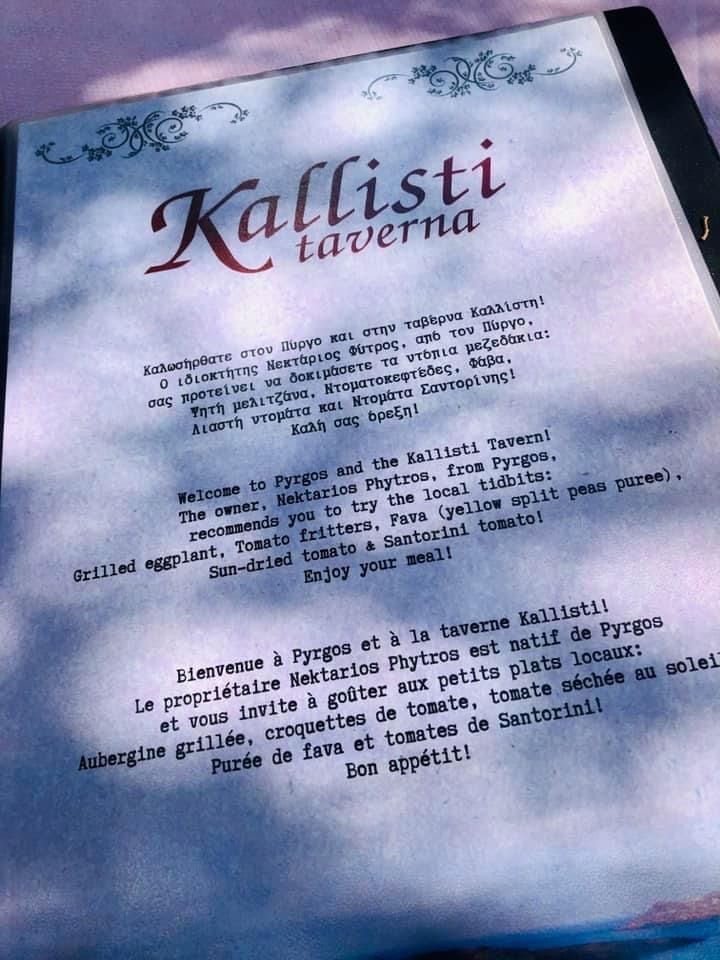 Kallisti
taverna
Καλωσήρθατε στον Πύργο και στην ταβέρνα Καλλίστη!
Ο ιδιοκτήτης Νεκτάριος Φύτρος, από τον Πύργο,
σας προτείνει να δοκιμάσετε τα ντόπια μεζεδάκια:
Ψητή μελιτζάνα, Ντοματοκεφτέδες, Φάβα,
Λιαστή ντομάτα και Ντομάτα Σαντορίνης!
Καλή σας όρεξη!
Welcome to Pyrgos and the Kallisti Tavern!
The owner, Nektarios Phytros, from Pyrgos,
recommends you to try the local tidbits:
Grilled eggplant, Tomato fritters, Fava (yellow split peas puree),
Sun-dried tomato & Santorini tomato!
Enjoy your meal!
Bienvenue à Pyrgos et à la taverne Kallisti!
Le propriétaire Nektarios Phytros est natif de Pyrgos
et vous invite à goûter aux petits plats locaux:
Aubergine grillée, croquettes de tomate, tomate séchée au soleil
Purée de fava et tomates de Santorini!
Bon appétit!